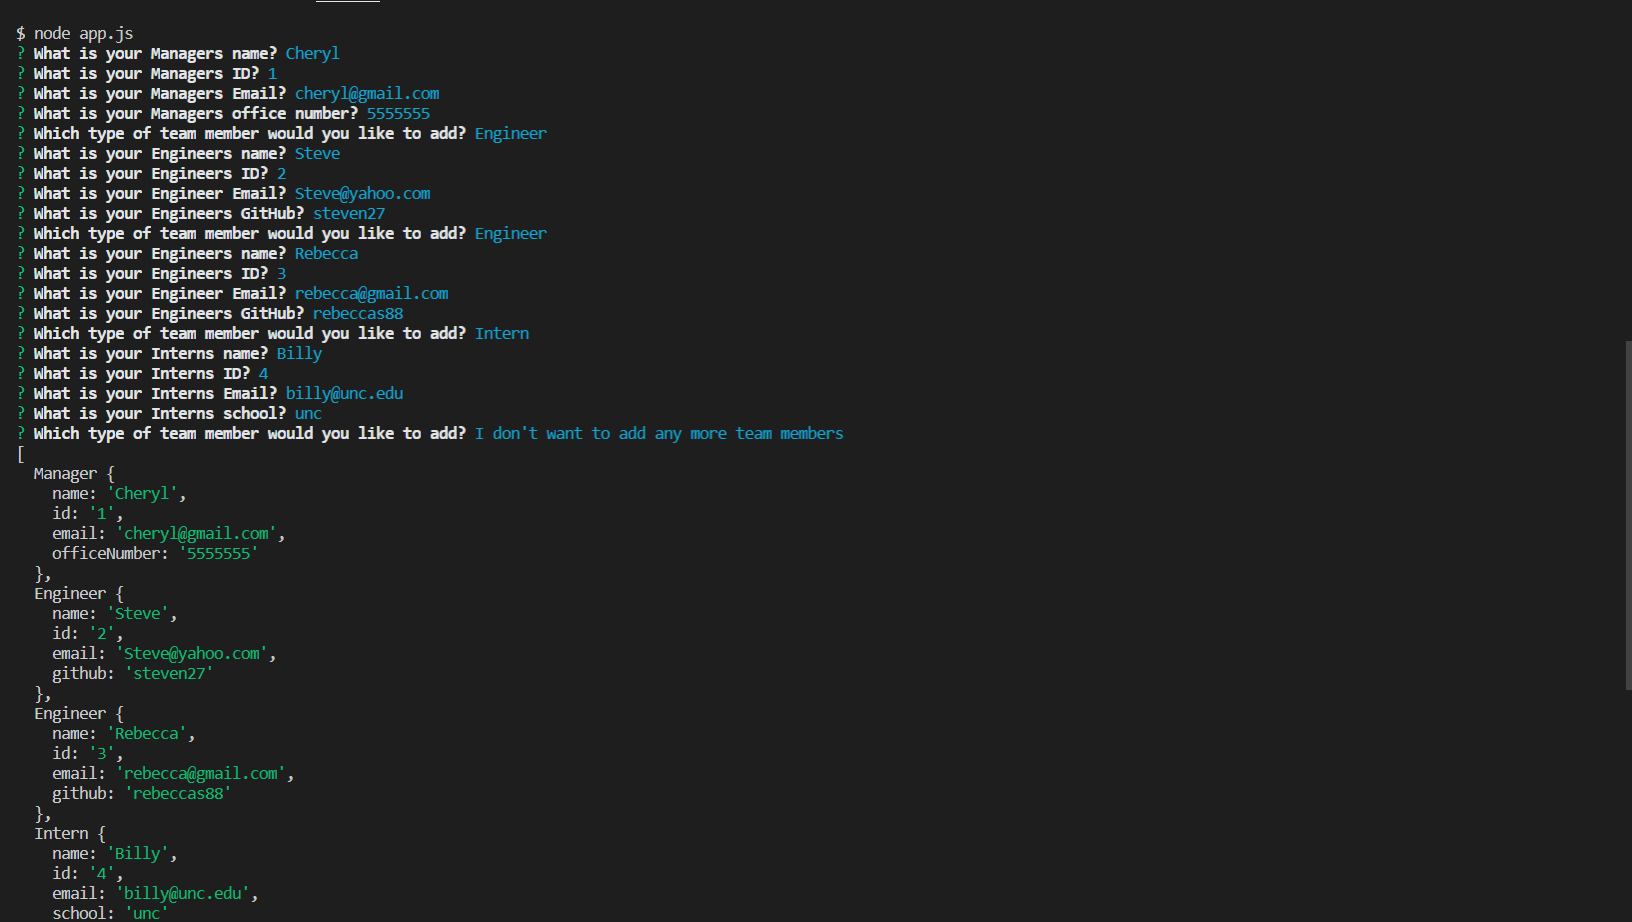 $ node app.js
? What is your Managers name? Cheryl
? What is your Managers ID? 1
? What is your Managers Email? cheryl@gmail.com
? What is your Managers office number? 5555555
? Which type of team member would you like to add? Engineer
? What is your Engineers name? Steve
? What is your Engineers ID? 2
? What is your Engineer Email? Steve@yahoo.com
? What is your Engineers GitHub? steven27
? Which type of team member would you like to add? Engineer
? What is your Engineers name? Rebecca
? What is your Engineers ID? 3
? What is your Engineer Email? rebecca@gmail.com
? What is your Engineers GitHub? rebeccas88
? Which type of team member would you like to add? Intern
? What is your Interns name? Billy
? What is your Interns ID? 4
? What is your Interns Email? billy@unc.edu
? What is your Interns school? unc
? Which type of team member would you like to add? I don't want to add any more team members
[
  Manager {
    name: 'Cheryl',
    id: '1',
    email: 'cheryl@gmail.com',
    officeNumber: '5555555'
  },
  Engineer {
    name: 'Steve',
    id: '2',
    email: 'Steve@yahoo.com',
    github: 'steven27'
  },
  Engineer {
    name: 'Rebecca',
    id: '3',
    email: 'rebecca@gmail.com',
    github: 'rebeccas88'
  },
  Intern {
    name: 'Billy',
    id: '4',
    email: 'billy@unc.edu',
    school: 'unc'